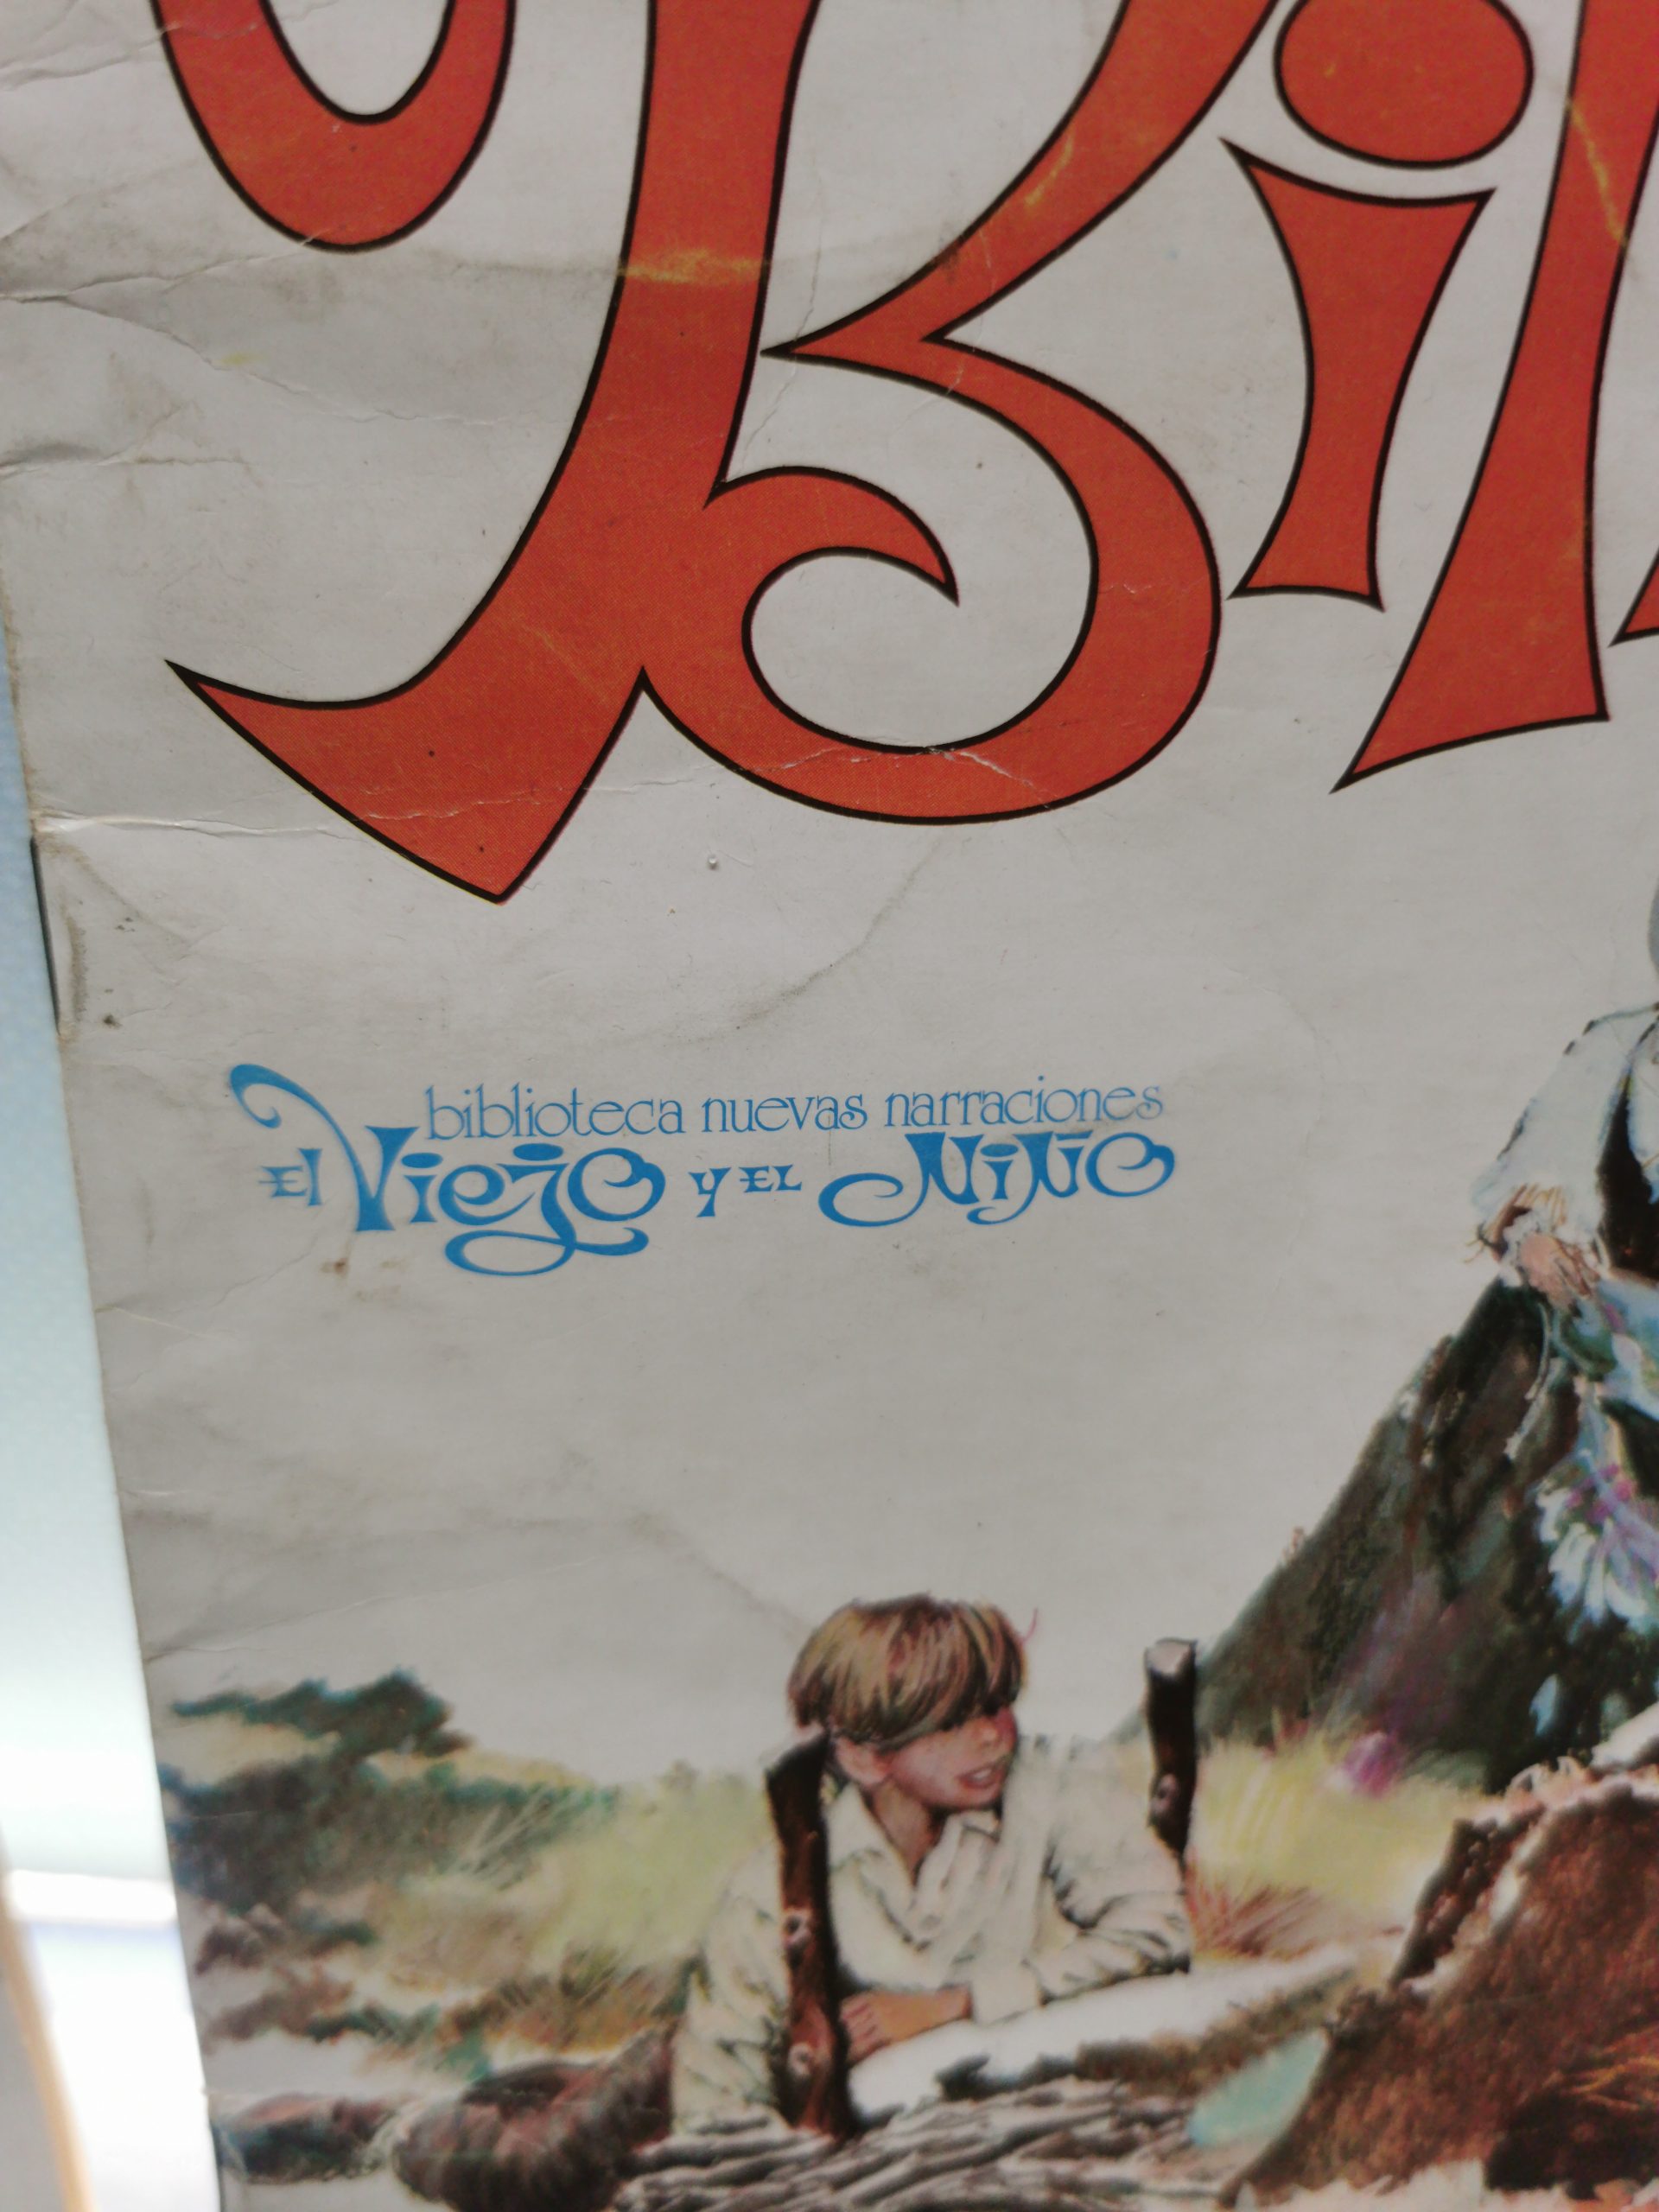 biblioteca nuevas narraciones
El Viejo Y EL Niño